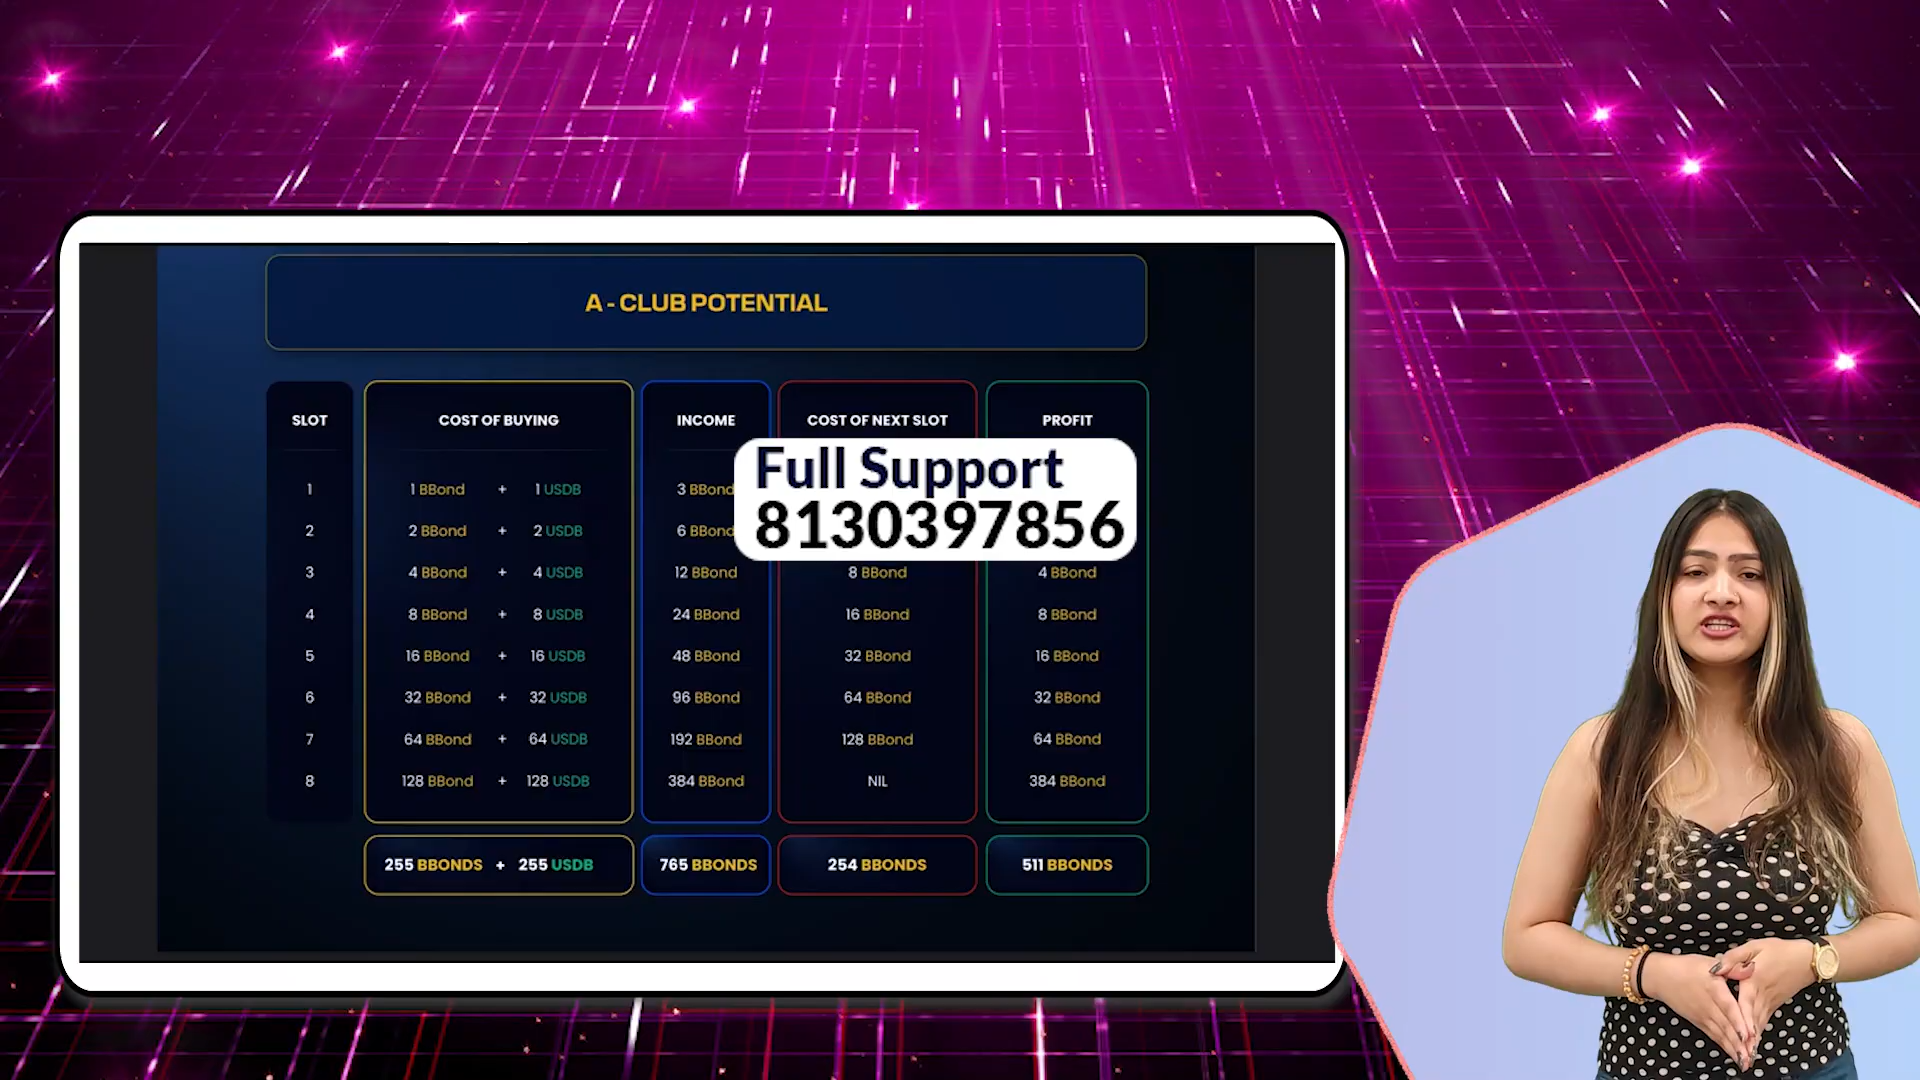 A - CLUB POTENTIAL
SLOT COST OF BUYING INCOME COST OF NEXT SLOT PROFIT
Full Support
8130397856
1 1 BBond + 1 USDB 3 BBond
2 2 BBond + 2 USDB 6 BBond
3 4 BBond + 4 USDB 12 BBond 8 BBond 4 BBond
4 8 BBond + 8 USDB 24 BBond 16 BBond 8 BBond
5 16 BBond + 16 USDB 48 BBond 32 BBond 16 BBond
6 32 BBond + 32 USDB 96 BBond 64 BBond 32 BBond
7 64 BBond + 64 USDB 192 BBond 128 BBond 64 BBond
8 128 BBond + 128 USDB 384 BBond NIL 384 BBond
255 BBONDS + 255 USDB 765 BBONDS 254 BBONDS 511 BBONDS